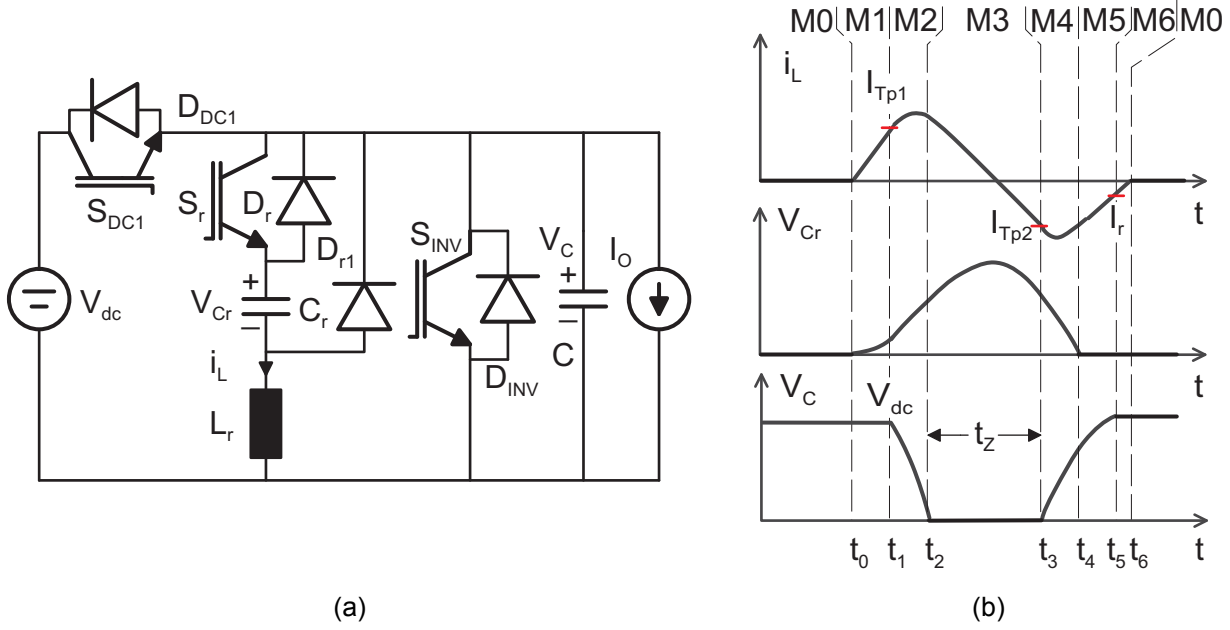 D_DC1
S_DC1
S_r
D_r
D_r1
S_INV
V_C
+
–
C
I_O
V_dc
+
V_Cr
–
C_r
i_L
L_r
D_INV
(a)
M0 M1 M2 M3 M4 M5 M6 M0
i_L
I_Tp1
I_Tp2
I_r
t
V_Cr
t
V_C
V_dc
t_Z
t_0 t_1 t_2 t_3 t_4 t_5 t_6 t
(b)